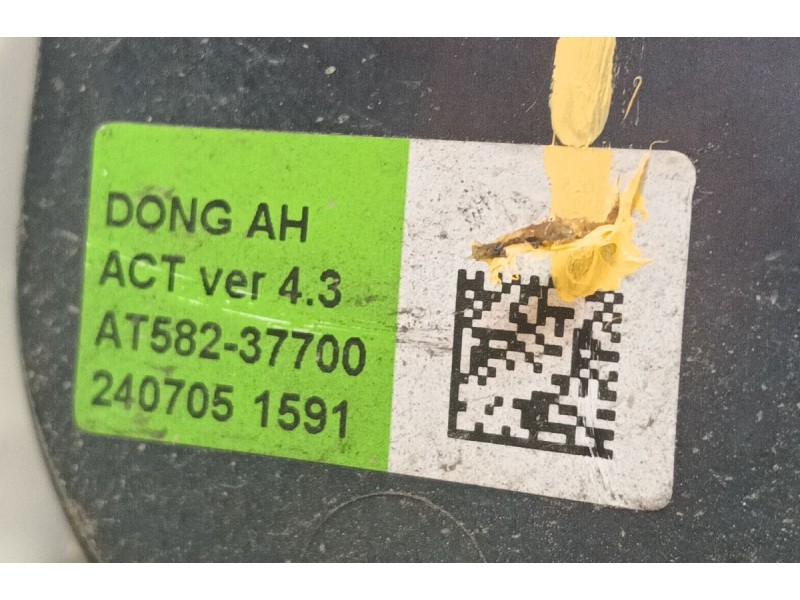 DONG AH
ACT ver 4.3
AT582-37700
240705 1591